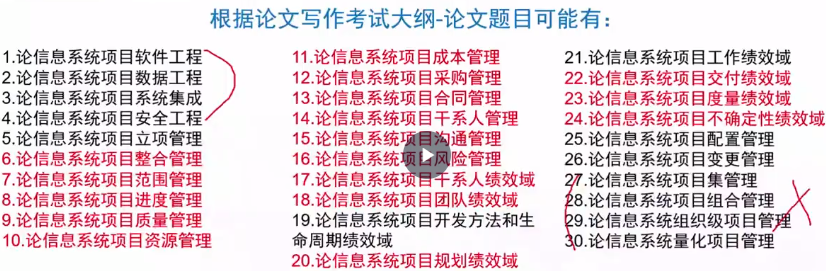 根据论文写作考试大纲-论文题目可能有：
1.论信息系统项目软件工程
2.论信息系统项目数据工程
3.论信息系统项目系统集成
4.论信息系统项目安全工程
5.论信息系统项目立项管理
6.论信息系统项目整合管理
7.论信息系统项目范围管理
8.论信息系统项目进度管理
9.论信息系统项目质量管理
10.论信息系统项目资源管理
11.论信息系统项目成本管理
12.论信息系统项目采购管理
13.论信息系统项目合同管理
14.论信息系统项目干系人管理
15.论信息系统项目沟通管理
16.论信息系统项目风险管理
17.论信息系统项目干系人绩效域
18.论信息系统项目团队绩效域
19.论信息系统项目开发方法和生
命周期绩效域
20.论信息系统项目规划绩效域
21.论信息系统项目工作绩效域
22.论信息系统项目交付绩效域
23.论信息系统项目度量绩效域
24.论信息系统项目不确定性绩效域
25.论信息系统项目配置管理
26.论信息系统项目变更管理
27.论信息系统项目集管理
28.论信息系统项目组合管理
29.论信息系统组织级项目管理
30.论信息系统量化项目管理